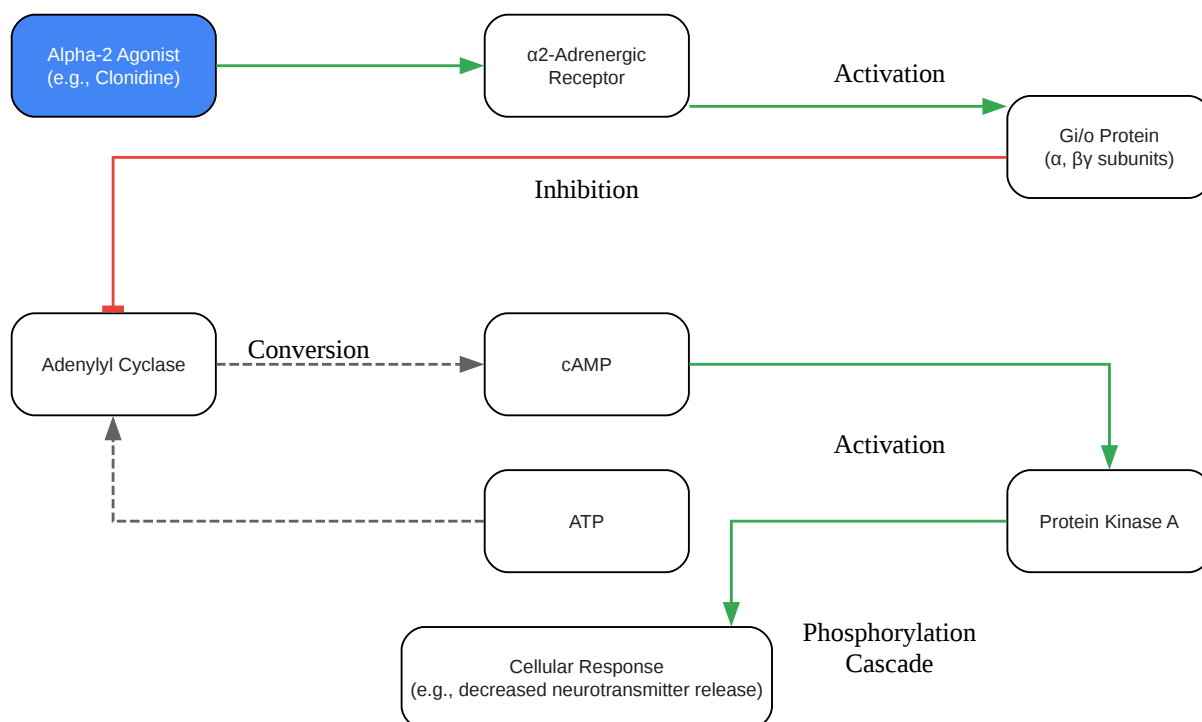 Alpha-2 Agonist
(e.g., Clonidine)
α2-Adrenergic
Receptor
Activation
Gi/o Protein
(α, βγ subunits)
Inhibition
Adenylyl Cyclase
Conversion
cAMP
Activation
ATP
Protein Kinase A
Phosphorylation
Cascade
Cellular Response
(e.g., decreased neurotransmitter release)